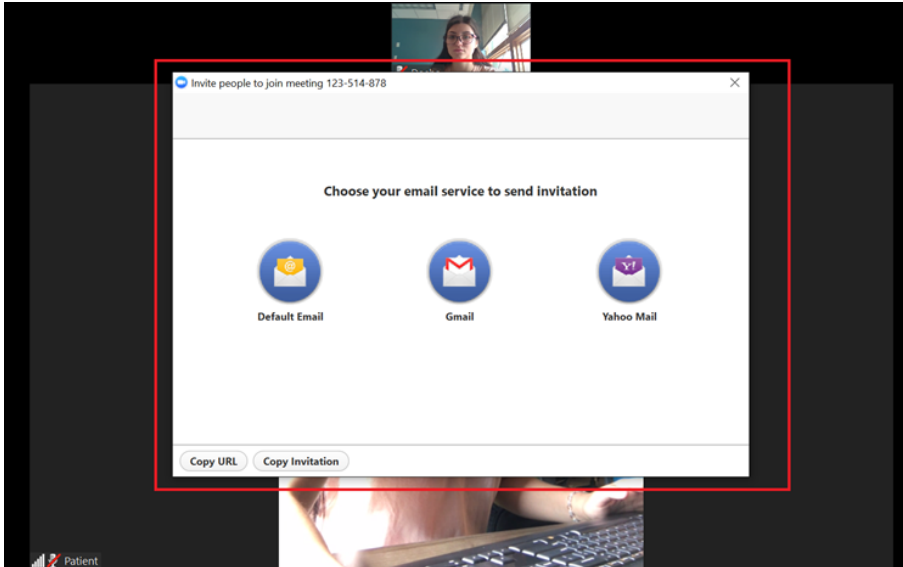 Invite people to join meeting 123-514-878
Choose your email service to send invitation
Default Email
Gmail
Yahoo Mail
Copy URL
Copy Invitation
Patient